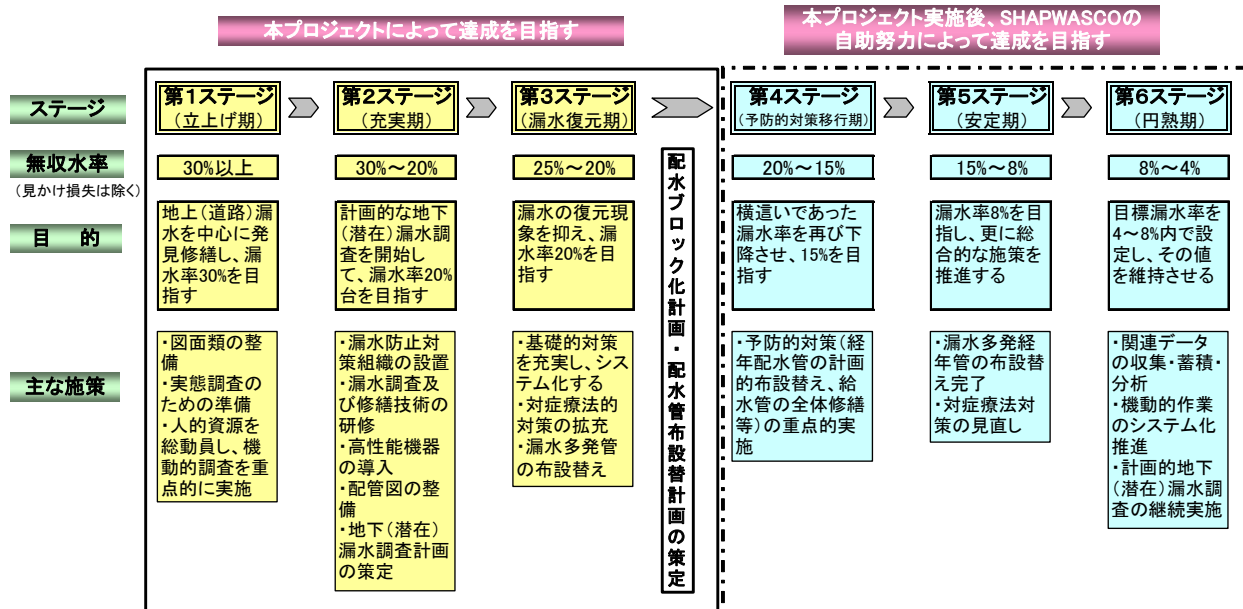 本プロジェクトによって達成を目指す
本プロジェクト実施後、SHAPWASCOの
自助努力によって達成を目指す
ステージ
第1ステージ
(立上げ期)
第2ステージ
(充実期)
第3ステージ
(漏水復元期)
第4ステージ
(予防的対策移行期)
第5ステージ
(安定期)
第6ステージ
(円熟期)
無収水率
(見かけ損失は除く)
30%以上
30%～20%
25%～20%
20%～15%
15%～8%
8%～4%
目 的
地上(道路)漏
水を中心に発
見修繕し、漏
水率30%を目
指す
計画的な地下
(潜在)漏水調
査を開始し
て、漏水率20%
台を目指す
漏水の復元現
象を抑え、漏
水率20%を目
指す
配水ブロック化計画・配水管布設替計画の策定
横這いであった
漏水率を再び下
降させ、15%を目
指す
漏水率8%を目
指し、更に総
合的な施策を
推進する
目標漏水率を
4～8%内で設
定し、その値
を維持させる
主な施策
・図面類の整
備
・実態調査の
ための準備
・人的資源を
総動員し、機
動的調査を重
点的に実施
・漏水防止対
策組織の設置
・漏水調査及
び修繕技術の
研修
・高性能機器
の導入
・配管図の整
備
・地下(潜在)
漏水調査計画
の策定
・基礎的対策
を充実し、シス
テム化する
・対症療法的
対策の拡充
・漏水多発管
の布設替え
・予防的対策(経
年配水管の計画
的布設替え、給
水管の全体修繕
等)の重点的実
施
・漏水多発経
年管の布設替
え完了
・対症療法対
策の見直し
・関連データ
の収集・蓄積・
分析
・機動的作業
のシステム化
推進
・計画的地下
(潜在)漏水調
査の継続実施